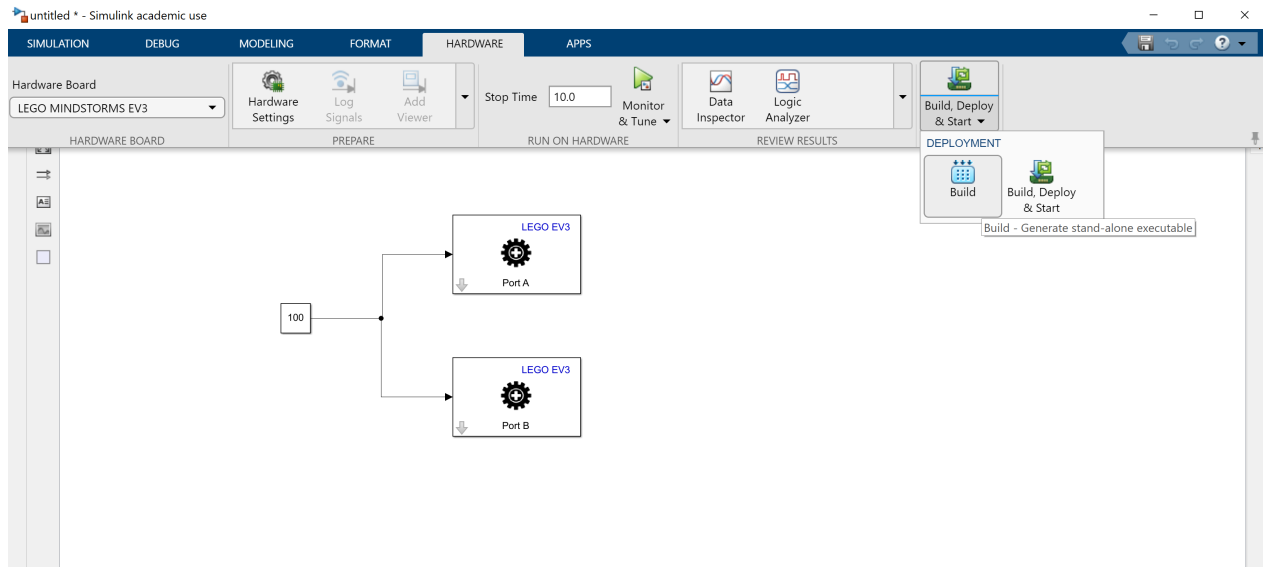 untitled * - Simulink academic use
SIMULATION DEBUG MODELING FORMAT HARDWARE APPS
?
Hardware Board
LEGO MINDSTORMS EV3
Hardware
Settings
Log
Signals
Add
Viewer
Stop Time 10.0
Monitor
& Tune
Data
Inspector
Logic
Analyzer
Build, Deploy
& Start
HARDWARE BOARD PREPARE RUN ON HARDWARE REVIEW RESULTS
DEPLOYMENT
Build
Build, Deploy
& Start
Build - Generate stand-alone executable
LEGO EV3
Port A
100
LEGO EV3
Port B